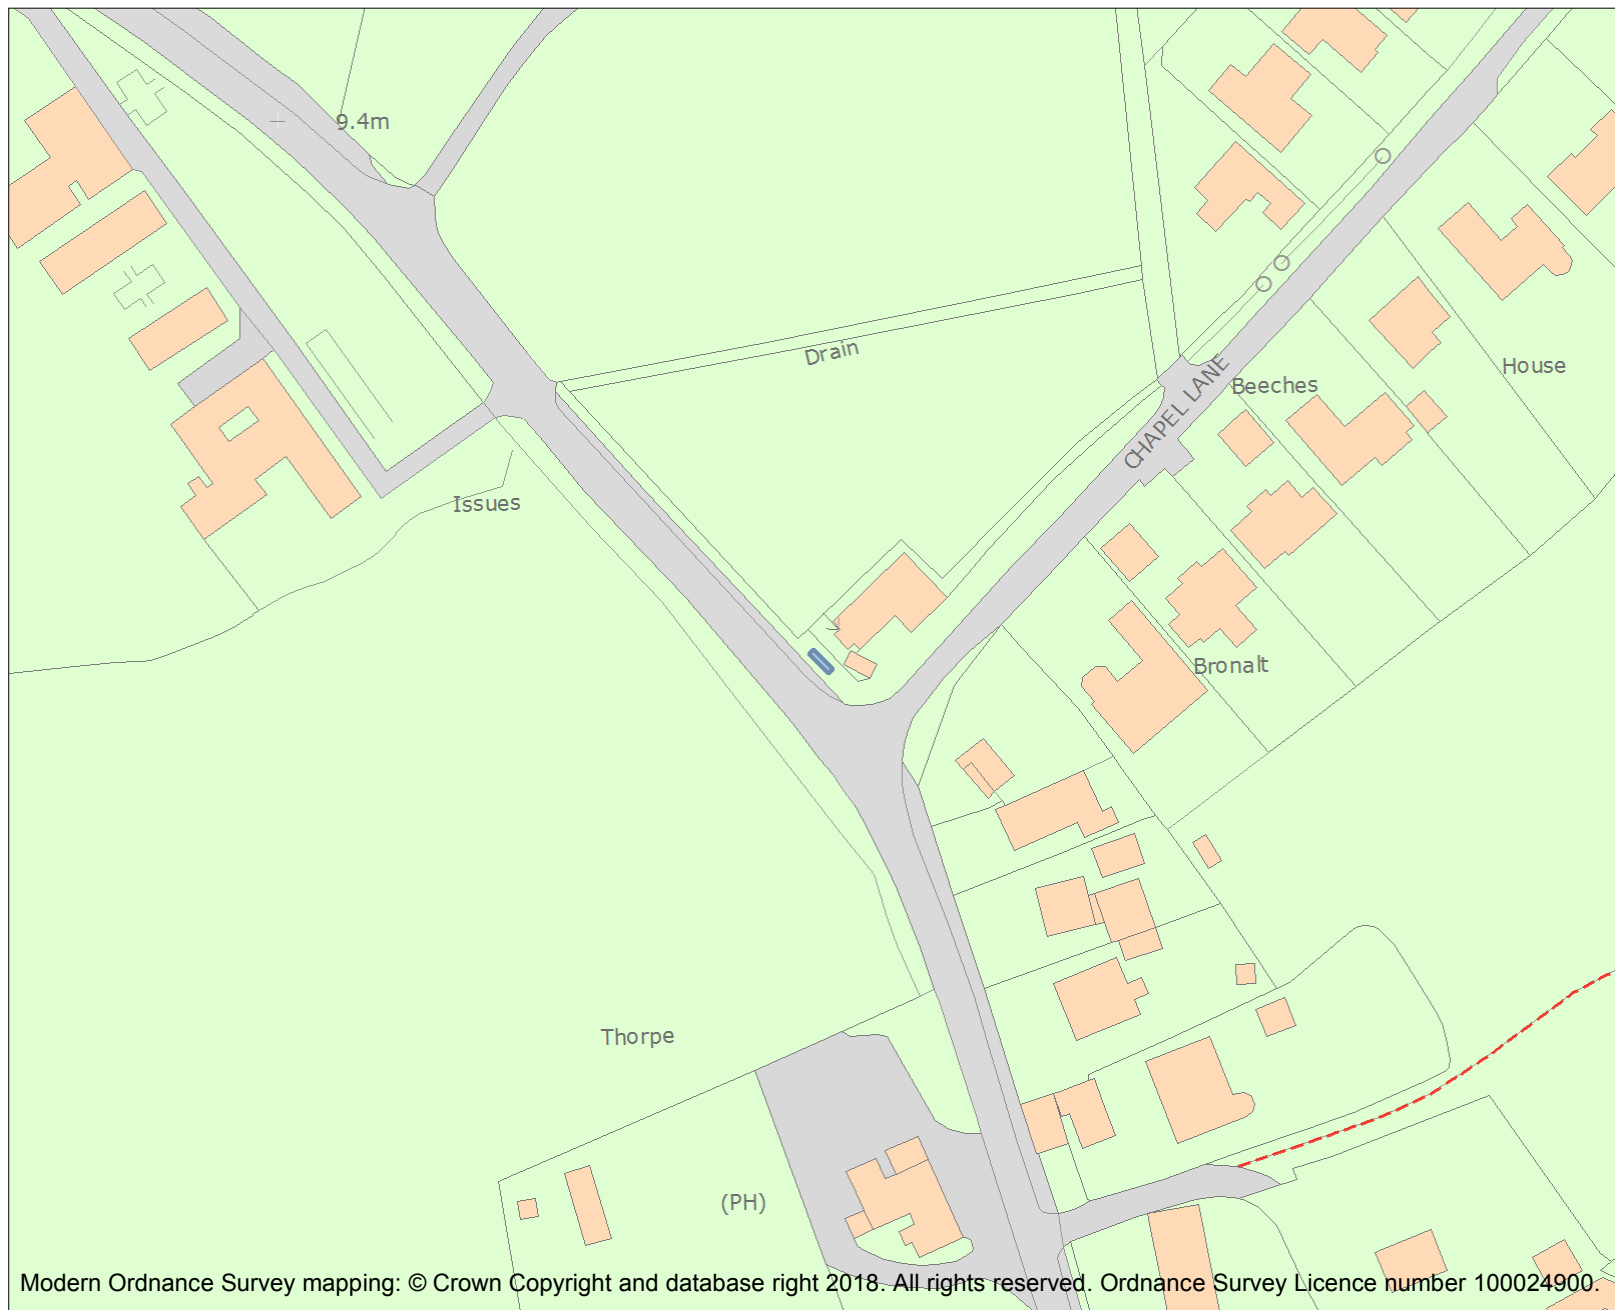 9.4m
Drain
CHAPEL LANE
Beeches
House
Issues
Bronalt
Thorpe
(PH)
Modern Ordnance Survey mapping: © Crown Copyright and database right 2018. All rights reserved. Ordnance Survey Licence number 100024900.